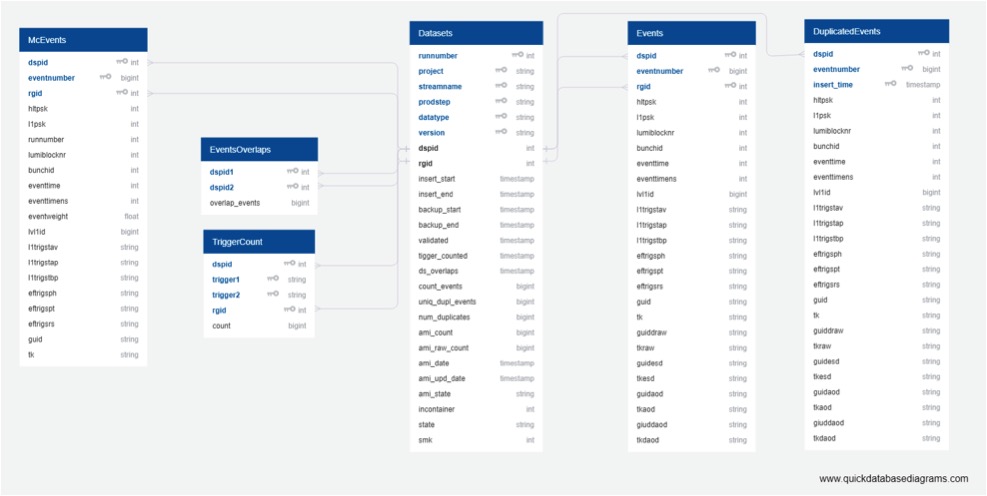 McEvents
dspid int
eventnumber bigint
rgid int
hltpsk int
l1psk int
runnumber int
lumiblocknr int
bunchid int
eventtime int
eventtimens int
eventweight float
lvl1id bigint
l1trigstav string
l1trigstap string
l1trigstbp string
eftrigsph string
eftrigspt string
eftrigsrs string
guid string
tk string
EventsOverlaps
dspid1 int
dspid2 int
overlap_events bigint
TriggerCount
dspid int
trigger1 string
trigger2 string
rgid int
count bigint
Datasets
runnumber int
project string
streamname string
prodstep string
datatype string
version string
dspid int
rgid int
insert_start timestamp
insert_end timestamp
backup_start timestamp
backup_end timestamp
validated timestamp
tigger_counted timestamp
ds_overlaps timestamp
count_events bigint
uniq_dupl_events bigint
num_duplicates bigint
ami_count bigint
ami_raw_count bigint
ami_date timestamp
ami_upd_date timestamp
ami_state string
incontainer int
state string
smk int
Events
dspid int
eventnumber bigint
rgid int
hltpsk int
l1psk int
lumiblocknr int
bunchid int
eventtime int
eventtimens int
lvl1id bigint
l1trigstav string
l1trigstap string
l1trigstbp string
eftrigsph string
eftrigspt string
eftrigsrs string
guid string
tk string
guiddraw string
tkraw string
guidesd string
tkesd string
guidaod string
tkaod string
giuddaod string
tkdaod string
DuplicatedEvents
dspid int
eventnumber bigint
insert_time timestamp
hltpsk int
l1psk int
lumiblocknr int
bunchid int
eventtime int
eventtimens int
lvl1id bigint
l1trigstav string
l1trigstap string
l1trigstbp string
eftrigsph string
eftrigspt string
eftrigsrs string
guid string
tk string
guiddraw string
tkraw string
guidesd string
tkesd string
guidaod string
tkaod string
giuddaod string
tkdaod string
www.quickdatabasediagrams.com